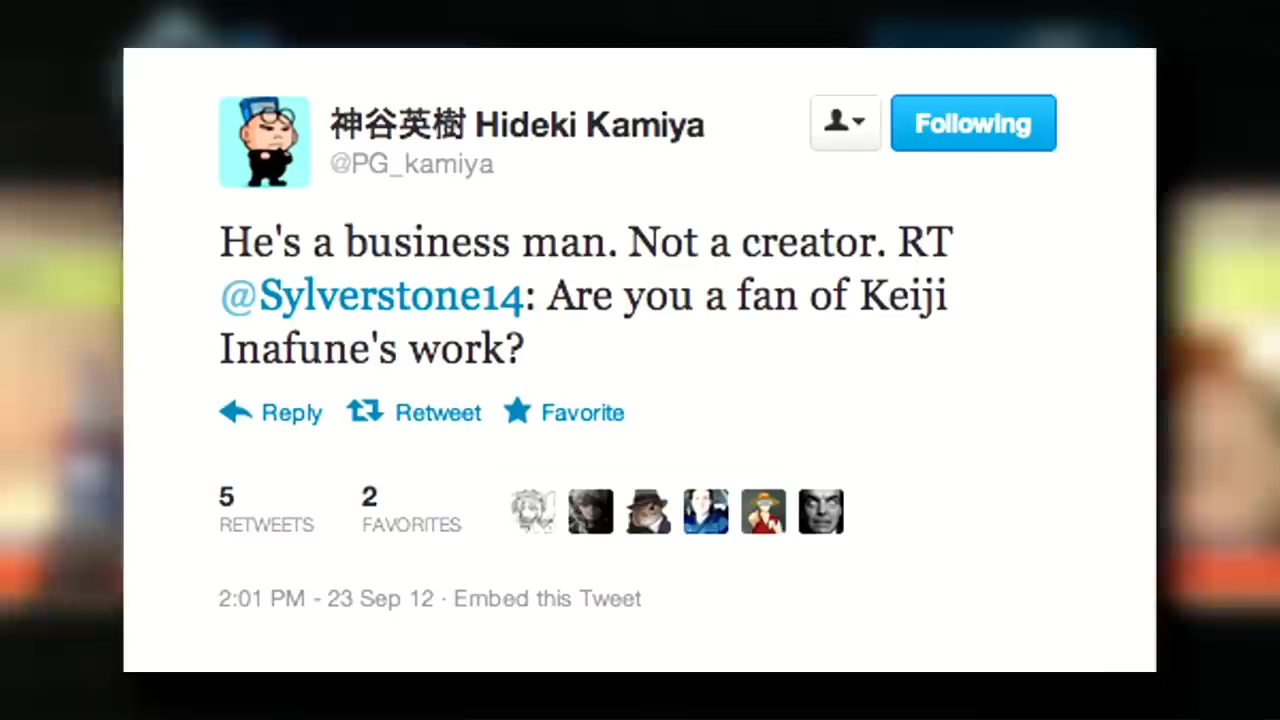 神谷英樹 Hideki Kamiya
@PG_kamiya
Following
He's a business man. Not a creator. RT
@Sylverstone14: Are you a fan of Keiji
Inafune's work?
Reply Retweet Favorite
5 RETWEETS
2 FAVORITES
2:01 PM - 23 Sep 12 · Embed this Tweet